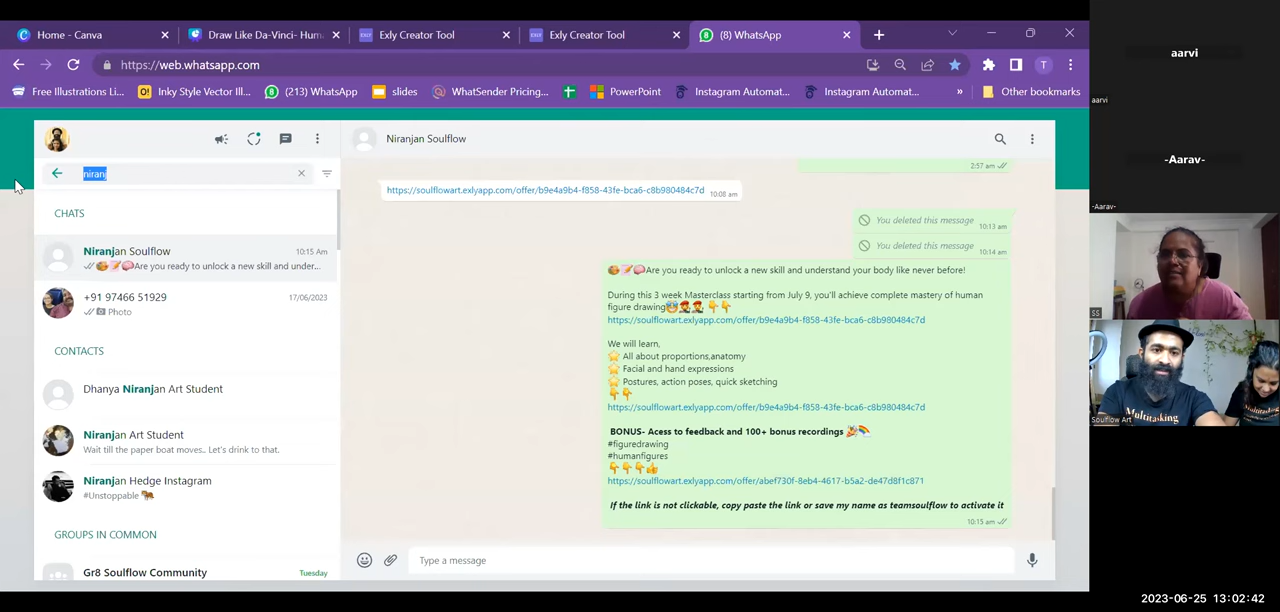 Home - Canva
Draw Like Da-Vinci- Hum
Exly Creator Tool
Exly Creator Tool
(8) WhatsApp
https://web.whatsapp.com
T
Free Illustrations Li...
Inky Style Vector Ill...
(213) WhatsApp
slides
WhatSender Pricing...
PowerPoint
Instagram Automat...
Instagram Automat...
»
Other bookmarks
niranj
CHATS
Niranjan Soulflow
10:15 Am
🎨📝🧠Are you ready to unlock a new skill and under...
+91 97466 51929
17/06/2023
Photo
CONTACTS
Dhanya Niranjan Art Student
Niranjan Art Student
Wait till the paper boat moves.. Let's drink to that.
Niranjan Hedge Instagram
#Unstoppable 🐂
GROUPS IN COMMON
Gr8 Soulflow Community
Tuesday
Niranjan Soulflow
2:57 am
https://soulflowart.exlyapp.com/offer/b9e4a9b4-f858-43fe-bca6-c8b980484c7d
10:08 am
You deleted this message
10:13 am
You deleted this message
10:14 am
Are you ready to unlock a new skill and understand your body like never before!
During this 3 week Masterclass starting from July 9, you'll achieve complete mastery of human
figure drawing
https://soulflowart.exlyapp.com/offer/b9e4a9b4-f858-43fe-bca6-c8b980484c7d
We will learn,
⭐ All about proportions,anatomy
⭐ Facial and hand expressions
⭐ Postures, action poses, quick sketching
👇👇
https://soulflowart.exlyapp.com/offer/b9e4a9b4-f858-43fe-bca6-c8b980484c7d
BONUS- Acess to feedback and 100+ bonus recordings 🎉🌈
#figuredrawing
#humanfigures
👇👇👇👍
https://soulflowart.exlyapp.com/offer/abef730f-8eb4-4617-b5a2-de47d8f1c871
If the link is not clickable, copy paste the link or save my name as teamsoulflow to activate it
10:15 am
Type a message
aarvi
aarvi
-Aarav-
-Aarav-
SS
Multitasking
Soulflow Art
2023-06-25 13:02:42